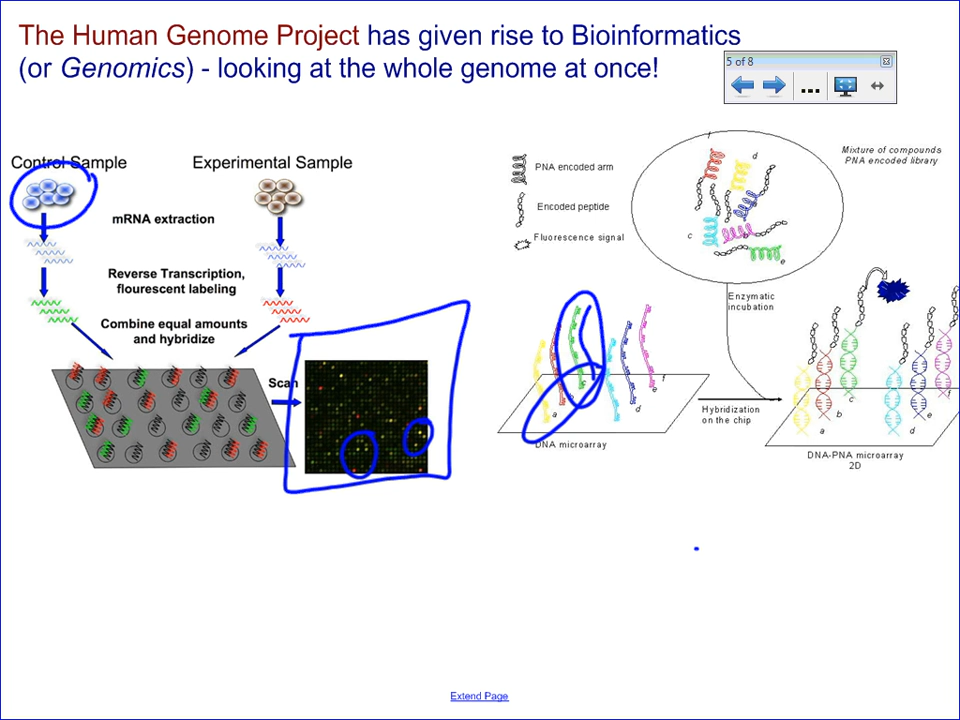 The Human Genome Project has given rise to Bioinformatics
(or Genomics) - looking at the whole genome at once!
5 of 8
Control Sample
Experimental Sample
mRNA extraction
Reverse Transcription,
flourescent labeling
Combine equal amounts
and hybridize
Scan
PNA encoded arm
Encoded peptide
Fluorescence signal
f
d
c
b
e
Mixture of compounds
PNA encoded library
Enzymatic
incubation
a
c
d
e
f
DNA microarray
Hybridization
on the chip
a
b
c
d
e
f
DNA-PNA microarray
2D
Extend Page